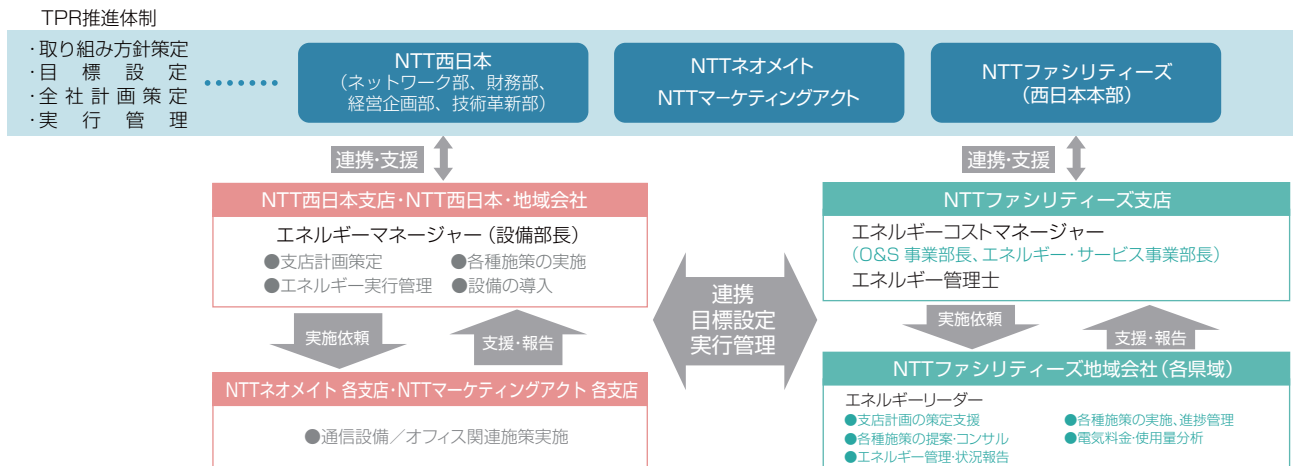 TPR推進体制
・取り組み方針策定
・目標設定
・全社計画策定
・実行管理
NTT西日本
（ネットワーク部、財務部、
経営企画部、技術革新部）
NTTネオメイト
NTTマーケティングアクト
NTTファシリティーズ
（西日本本部）
連携・支援
連携・支援
NTT西日本支店・NTT西日本・地域会社
エネルギーマネージャー（設備部長）
●支店計画策定 ●各種施策の実施
●エネルギー実行管理 ●設備の導入
実施依頼
支援・報告
NTTネオメイト 各支店・NTTマーケティングアクト 各支店
●通信設備／オフィス関連施策実施
連携
目標設定
実行管理
NTTファシリティーズ支店
エネルギーコストマネージャー
（O&S 事業部長、エネルギー・サービス事業部長）
エネルギー管理士
実施依頼
支援・報告
NTTファシリティーズ地域会社（各県域）
エネルギーリーダー
●支店計画の策定支援 ●各種施策の実施、進捗管理
●各種施策の提案・コンサル ●電気料金・使用量分析
●エネルギー管理・状況報告